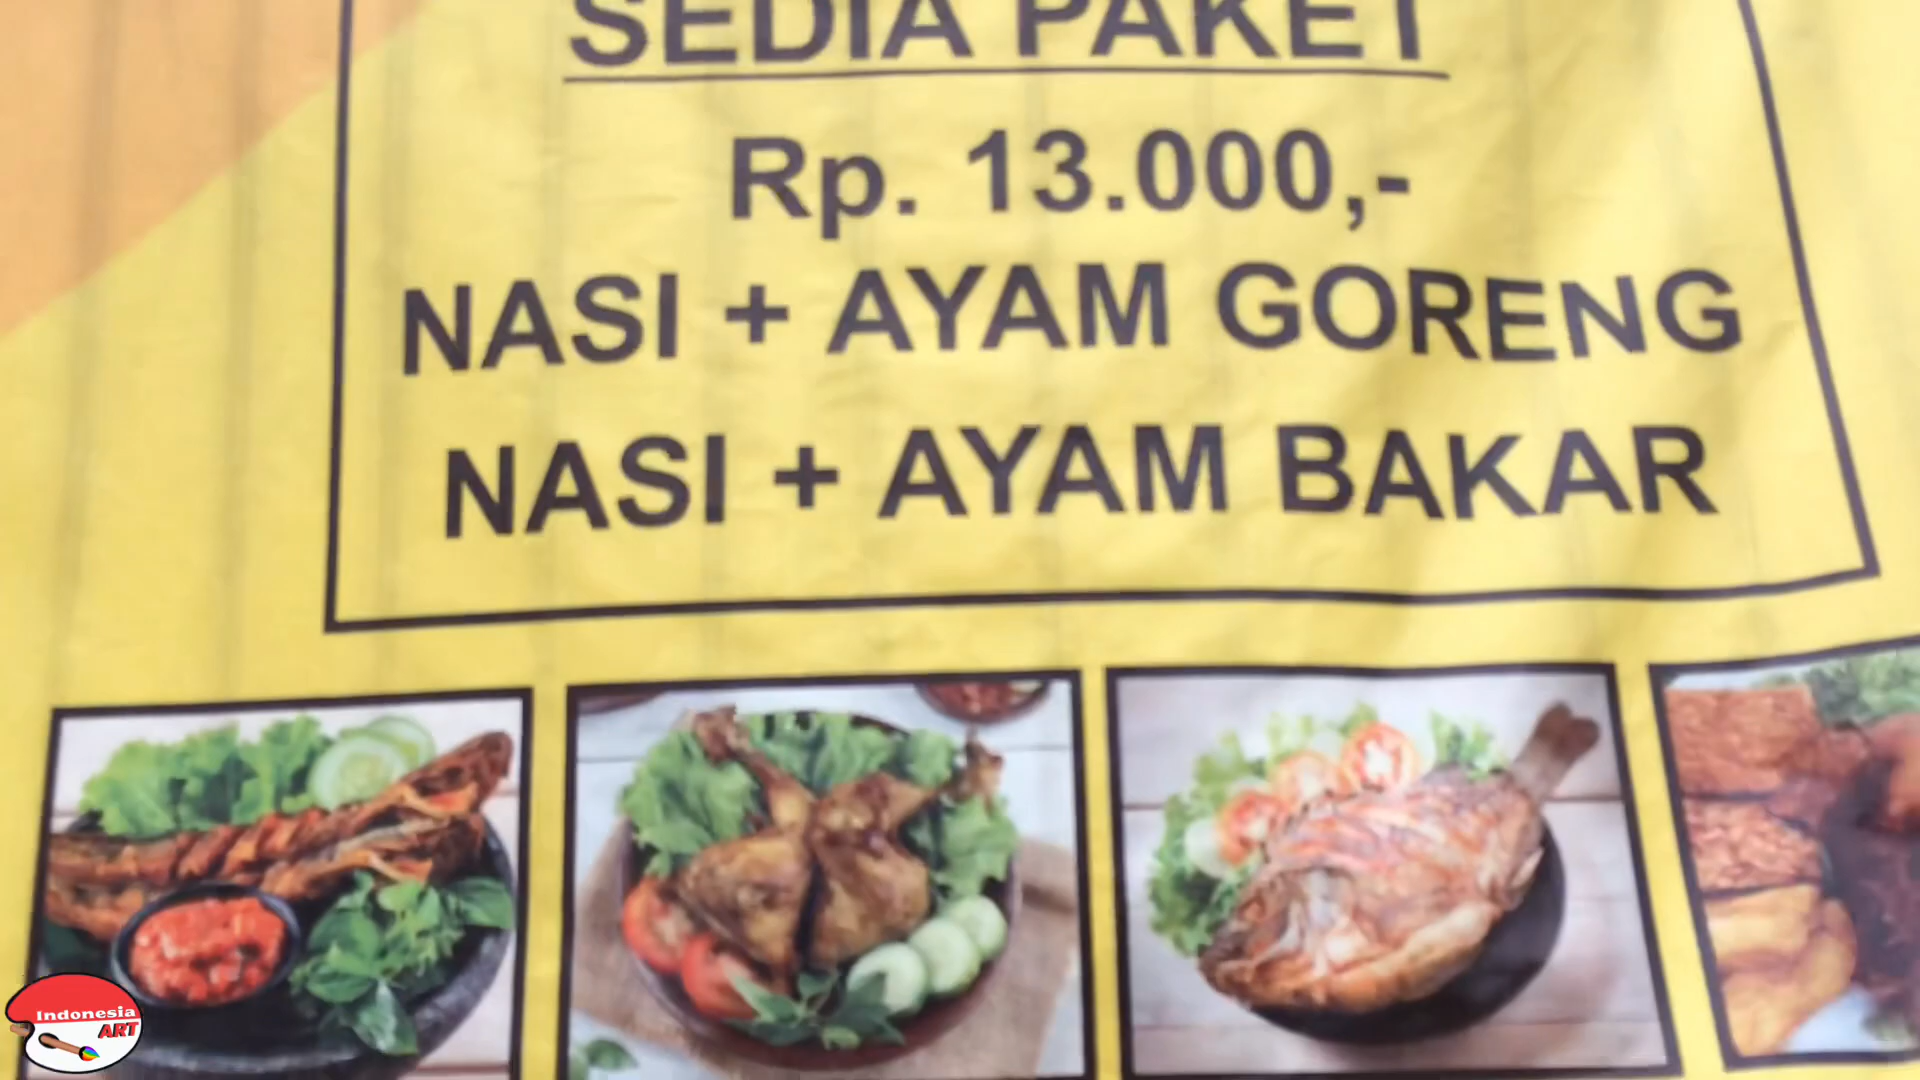 SEDIA PAKET
Rp. 13.000,-
NASI + AYAM GORENG
NASI + AYAM BAKAR
Indonesia
ART